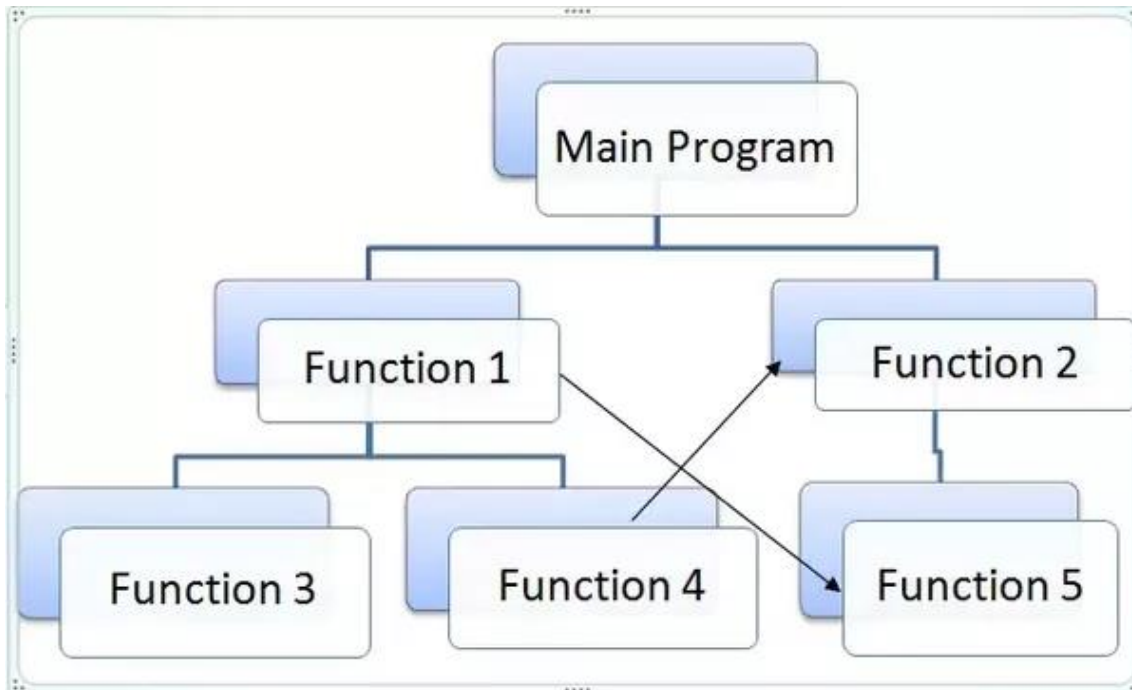 Main Program
Function 1
Function 2
Function 3
Function 4
Function 5